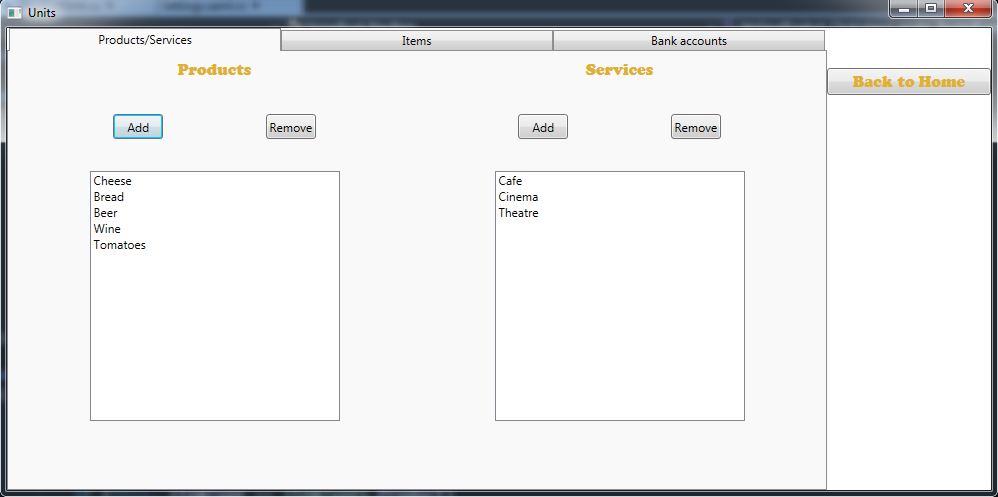 Units
Products/Services
Items
Bank accounts
Products
Services
Back to Home
Add
Remove
Add
Remove
Cheese
Bread
Beer
Wine
Tomatoes
Cafe
Cinema
Theatre